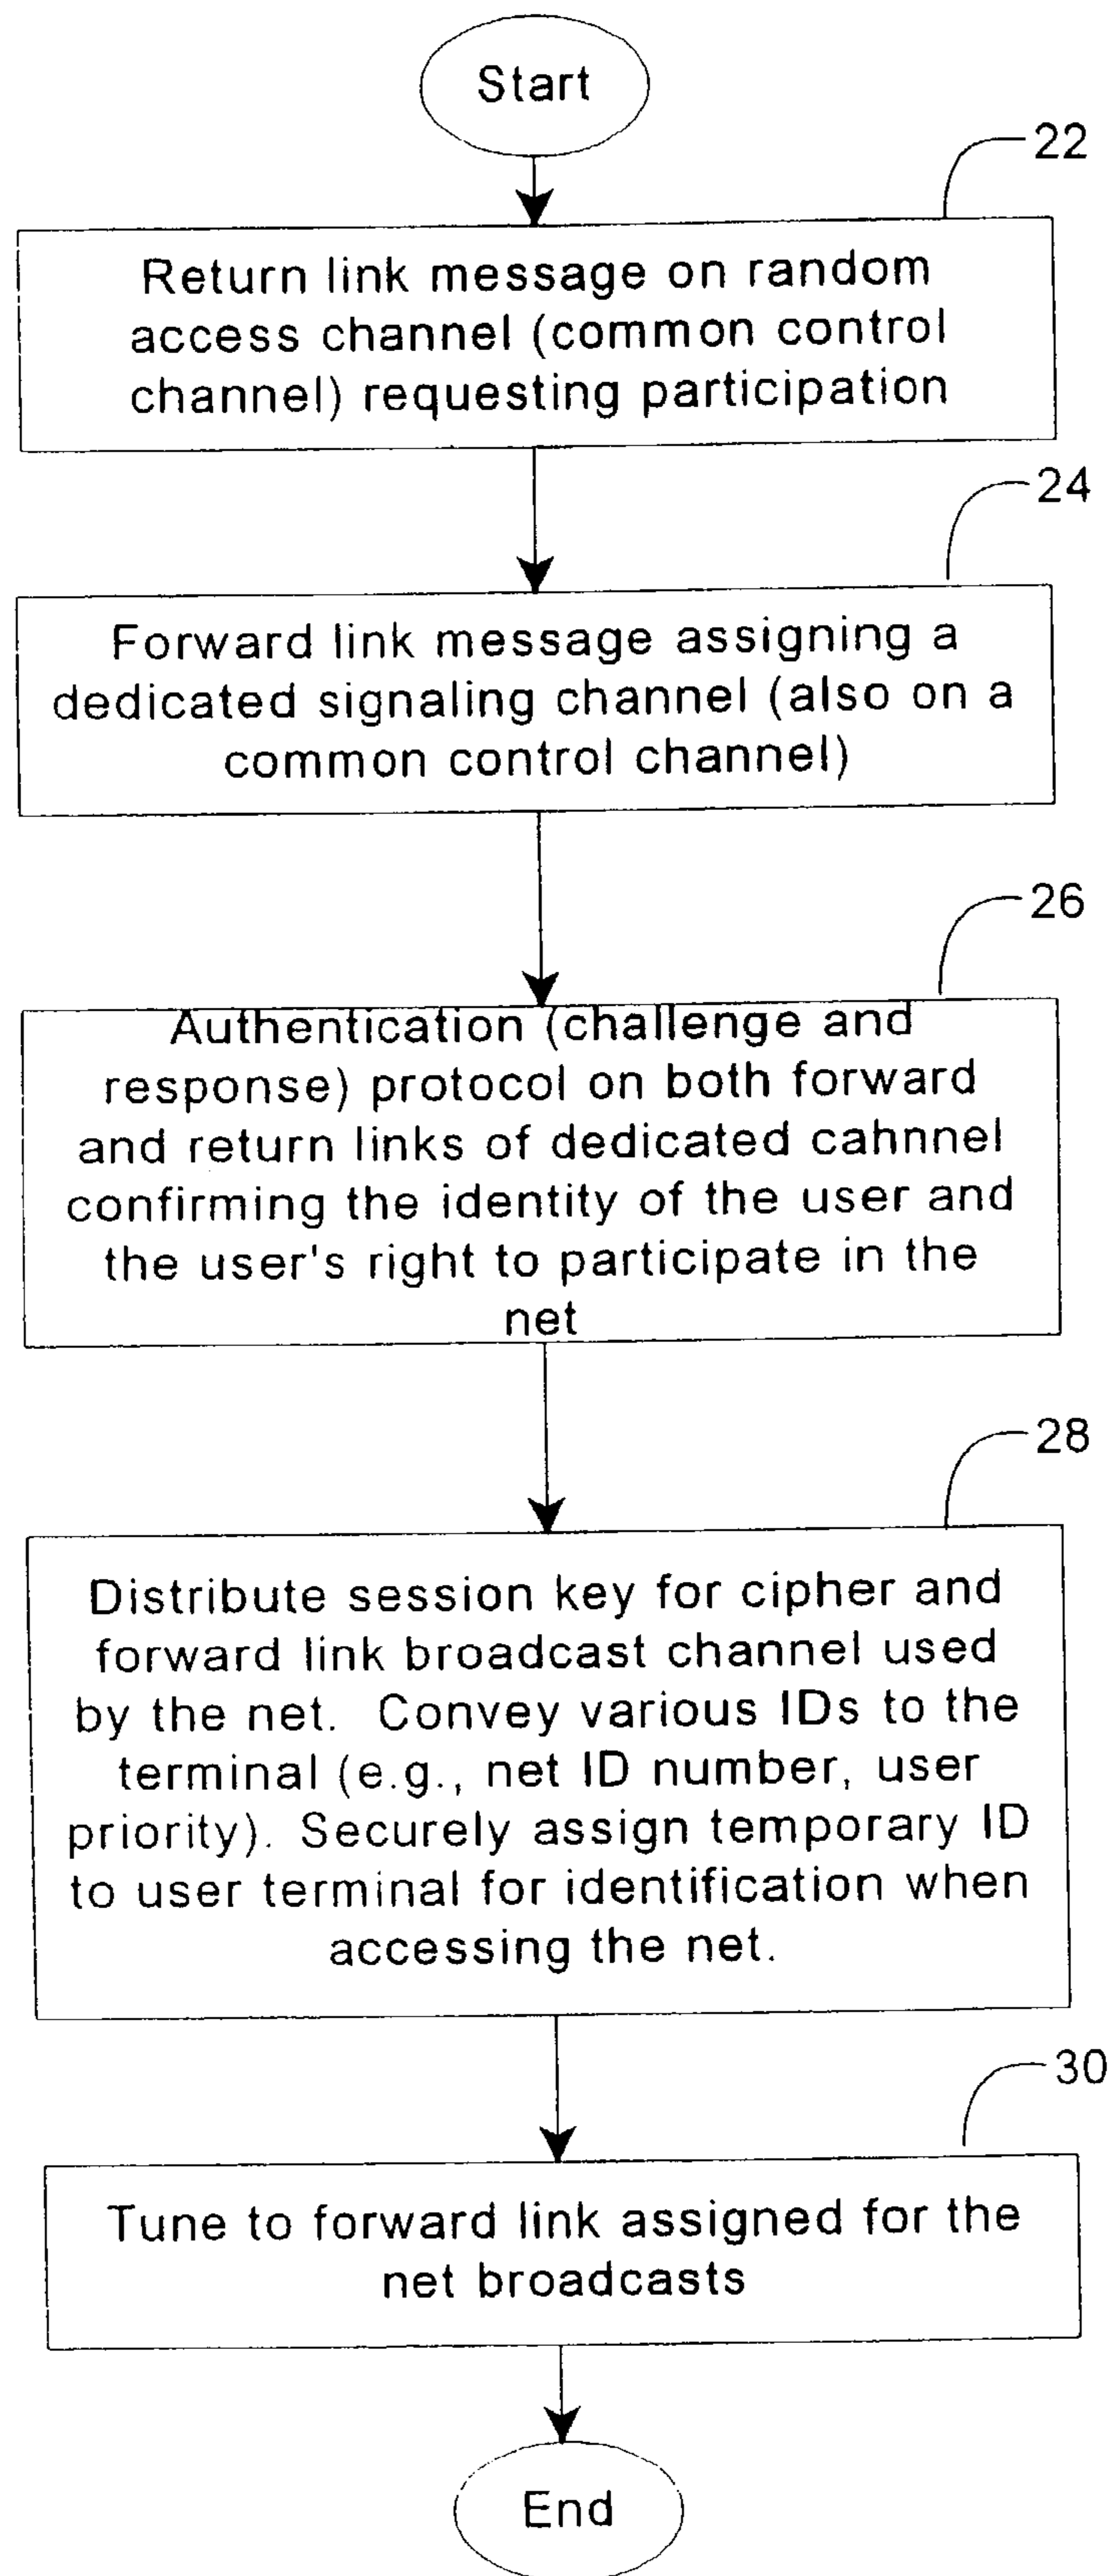 Start
22
Return link message on random
access channel (common control
channel) requesting participation
24
Forward link message assigning a
dedicated signaling channel (also on a
common control channel)
26
Authentication (challenge and
response) protocol on both forward
and return links of dedicated cahnnel
confirming the identity of the user and
the user's right to participate in the
net
28
Distribute session key for cipher and
forward link broadcast channel used
by the net. Convey various IDs to the
terminal (e.g., net ID number, user
priority). Securely assign temporary ID
to user terminal for identification when
accessing the net.
30
Tune to forward link assigned for the
net broadcasts
End